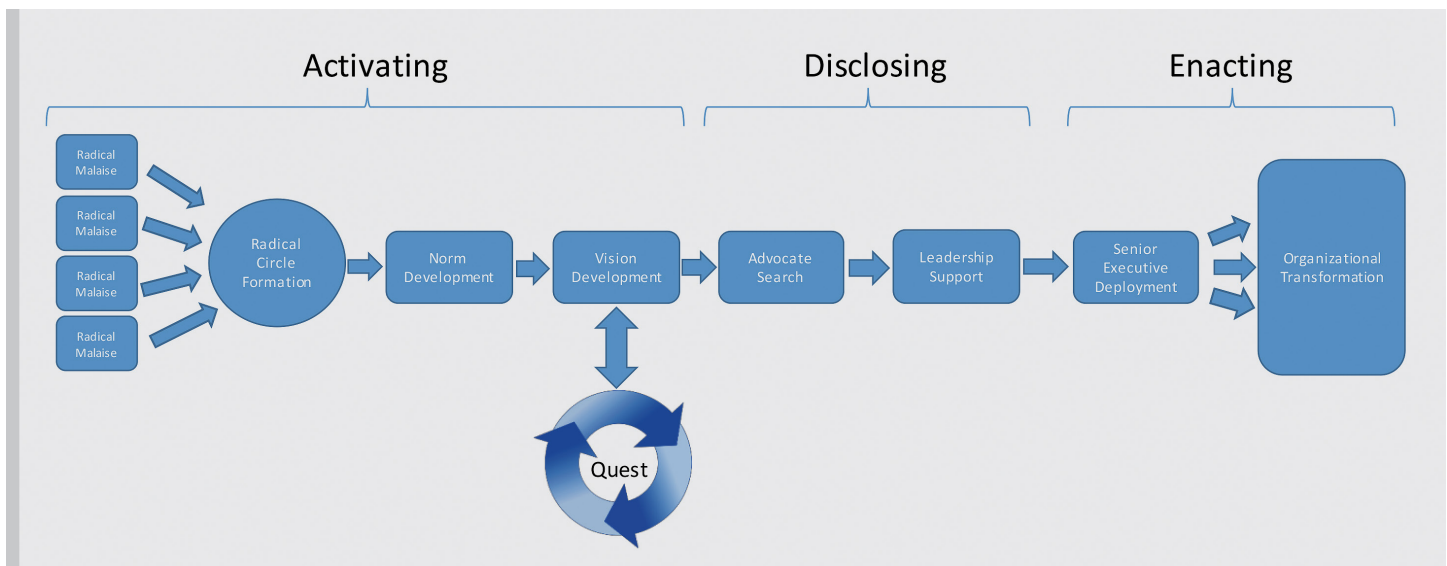 Activating
Disclosing
Enacting
Radical
Malaise
Radical
Malaise
Radical
Malaise
Radical
Malaise
Radical
Circle
Formation
Norm
Development
Vision
Development
Advocate
Search
Leadership
Support
Senior
Executive
Deployment
Organizational
Transformation
Quest